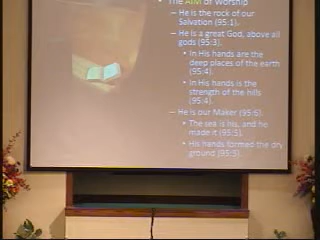 • The AIM of Worship
– He is the rock of our
Salvation (95:1).
– He is a great God, above all
gods (95:3).
• In His hands are the
deep places of the earth
(95:4).
• In His hands is the
strength of the hills
(95:4).
– He is our Maker (95:6).
• The sea is his, and he
made it (95:5).
• His hands formed the dry
ground (95:5).